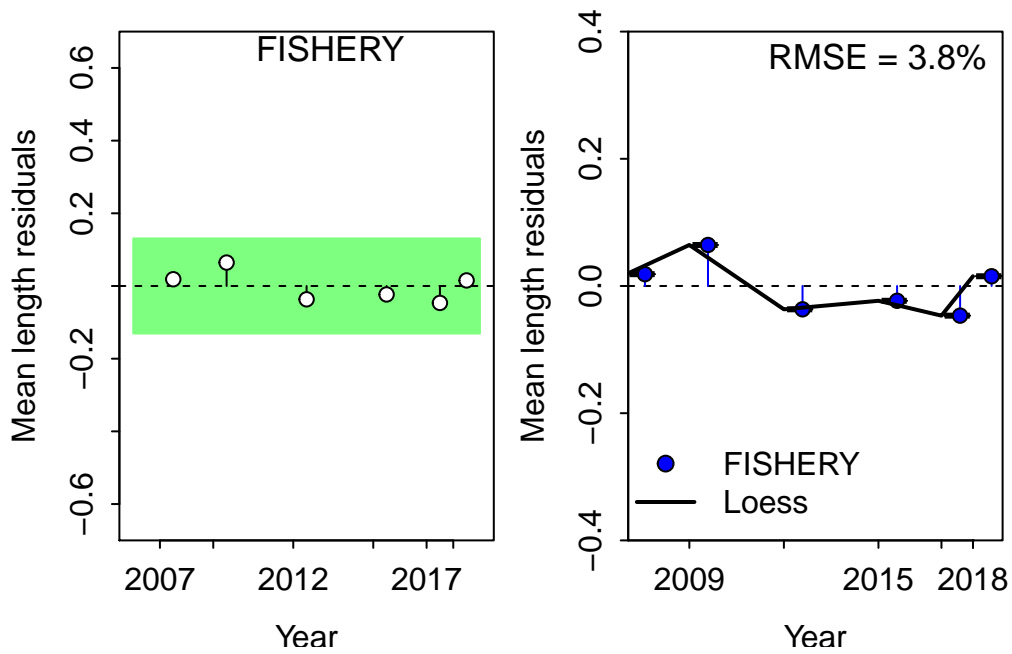 FISHERY
Mean length residuals
0.6
0.4
0.2
−0.2
−0.6
2007 2012 2017
Year
RMSE = 3.8%
Mean length residuals
0.4
0.2
0.0
−0.2
−0.4
FISHERY
Loess
2009 2015 2018
Year